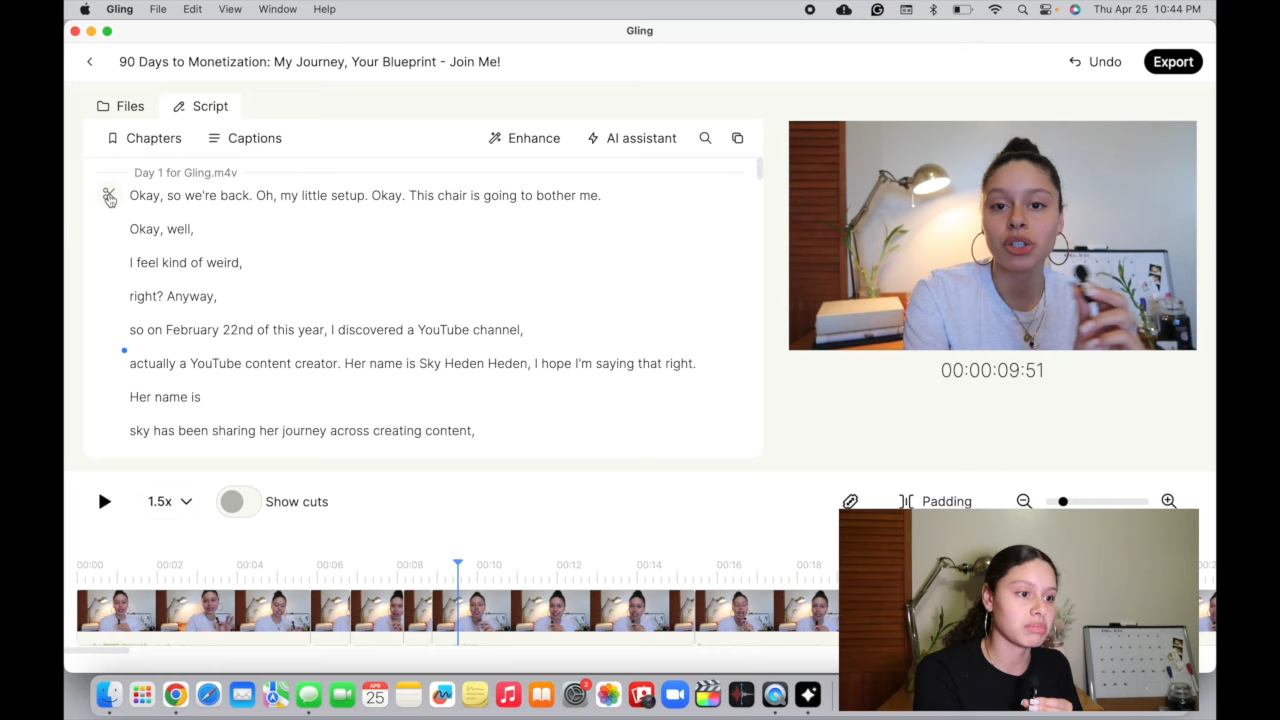 Gling File Edit View Window Help Thu Apr 25 10:44 PM
Gling
90 Days to Monetization: My Journey, Your Blueprint - Join Me! Undo Export
Files Script
Chapters Captions Enhance AI assistant
Day 1 for Gling.m4v
Okay, so we're back. Oh, my little setup. Okay. This chair is going to bother me.
Okay, well,
I feel kind of weird,
right? Anyway,
so on February 22nd of this year, I discovered a YouTube channel,
actually a YouTube content creator. Her name is Sky Heden Heden, I hope I'm saying that right.
Her name is
sky has been sharing her journey across creating content,
00:00:09:51
1.5x Show cuts Padding
00:00 00:02 00:04 00:06 00:08 00:10 00:12 00:14 00:16 00:18
APR
25
3